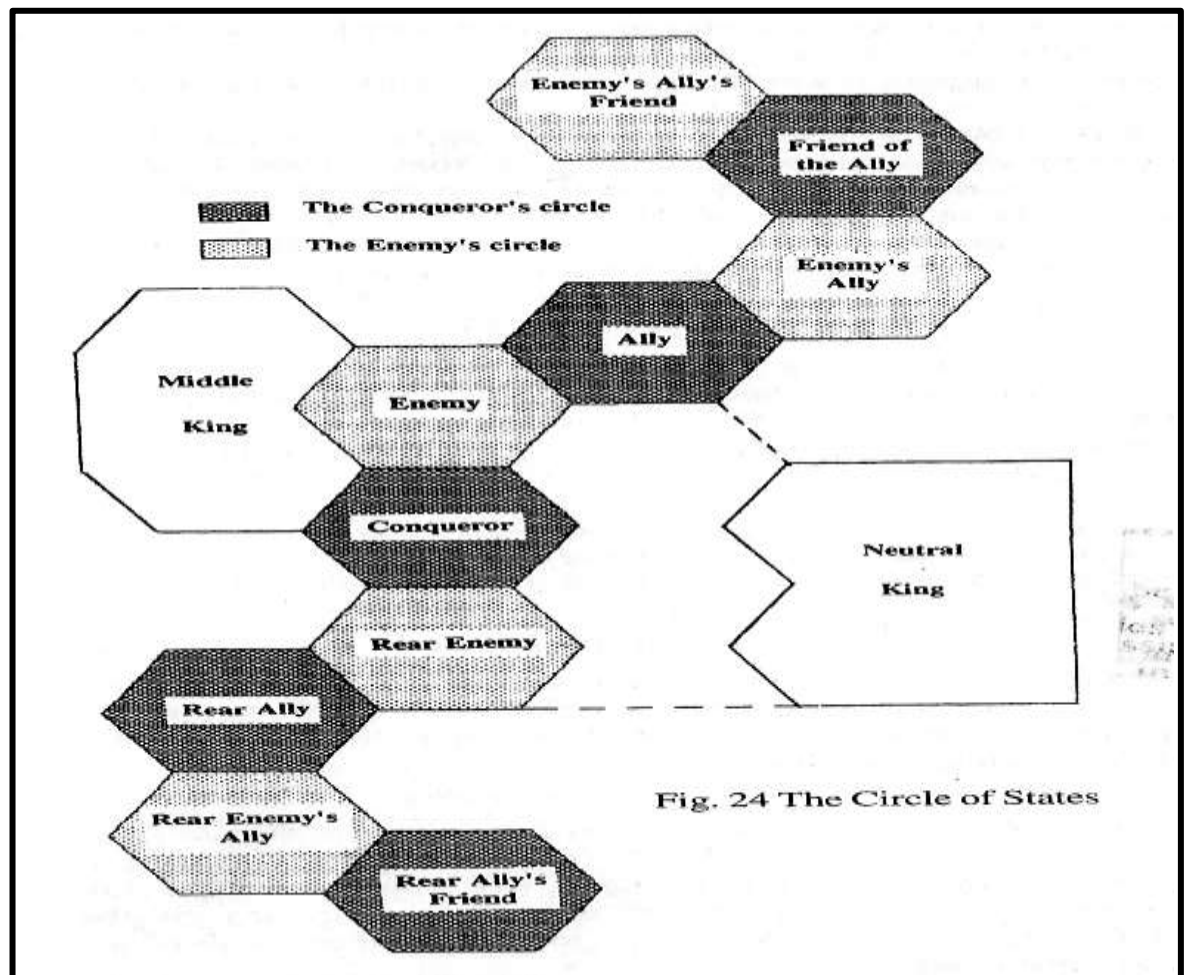 Enemy's Ally's
Friend
Friend of
the Ally
The Conqueror's circle
The Enemy's circle
Enemy's
Ally
Ally
Middle
King
Enemy
Conqueror
Neutral
King
Rear Enemy
Rear Ally
Fig. 24 The Circle of States
Rear Enemy's
Ally
Rear Ally's
Friend